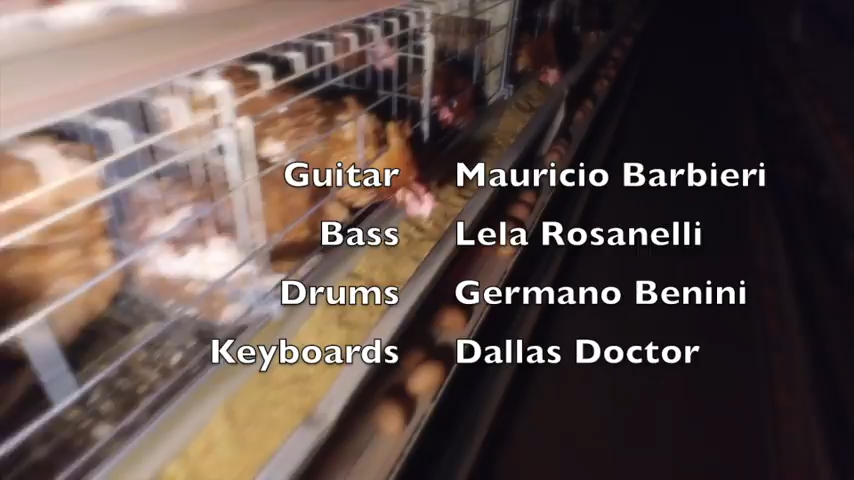 Guitar Mauricio Barbieri
Bass Lela Rosanelli
Drums Germano Benini
Keyboards Dallas Doctor